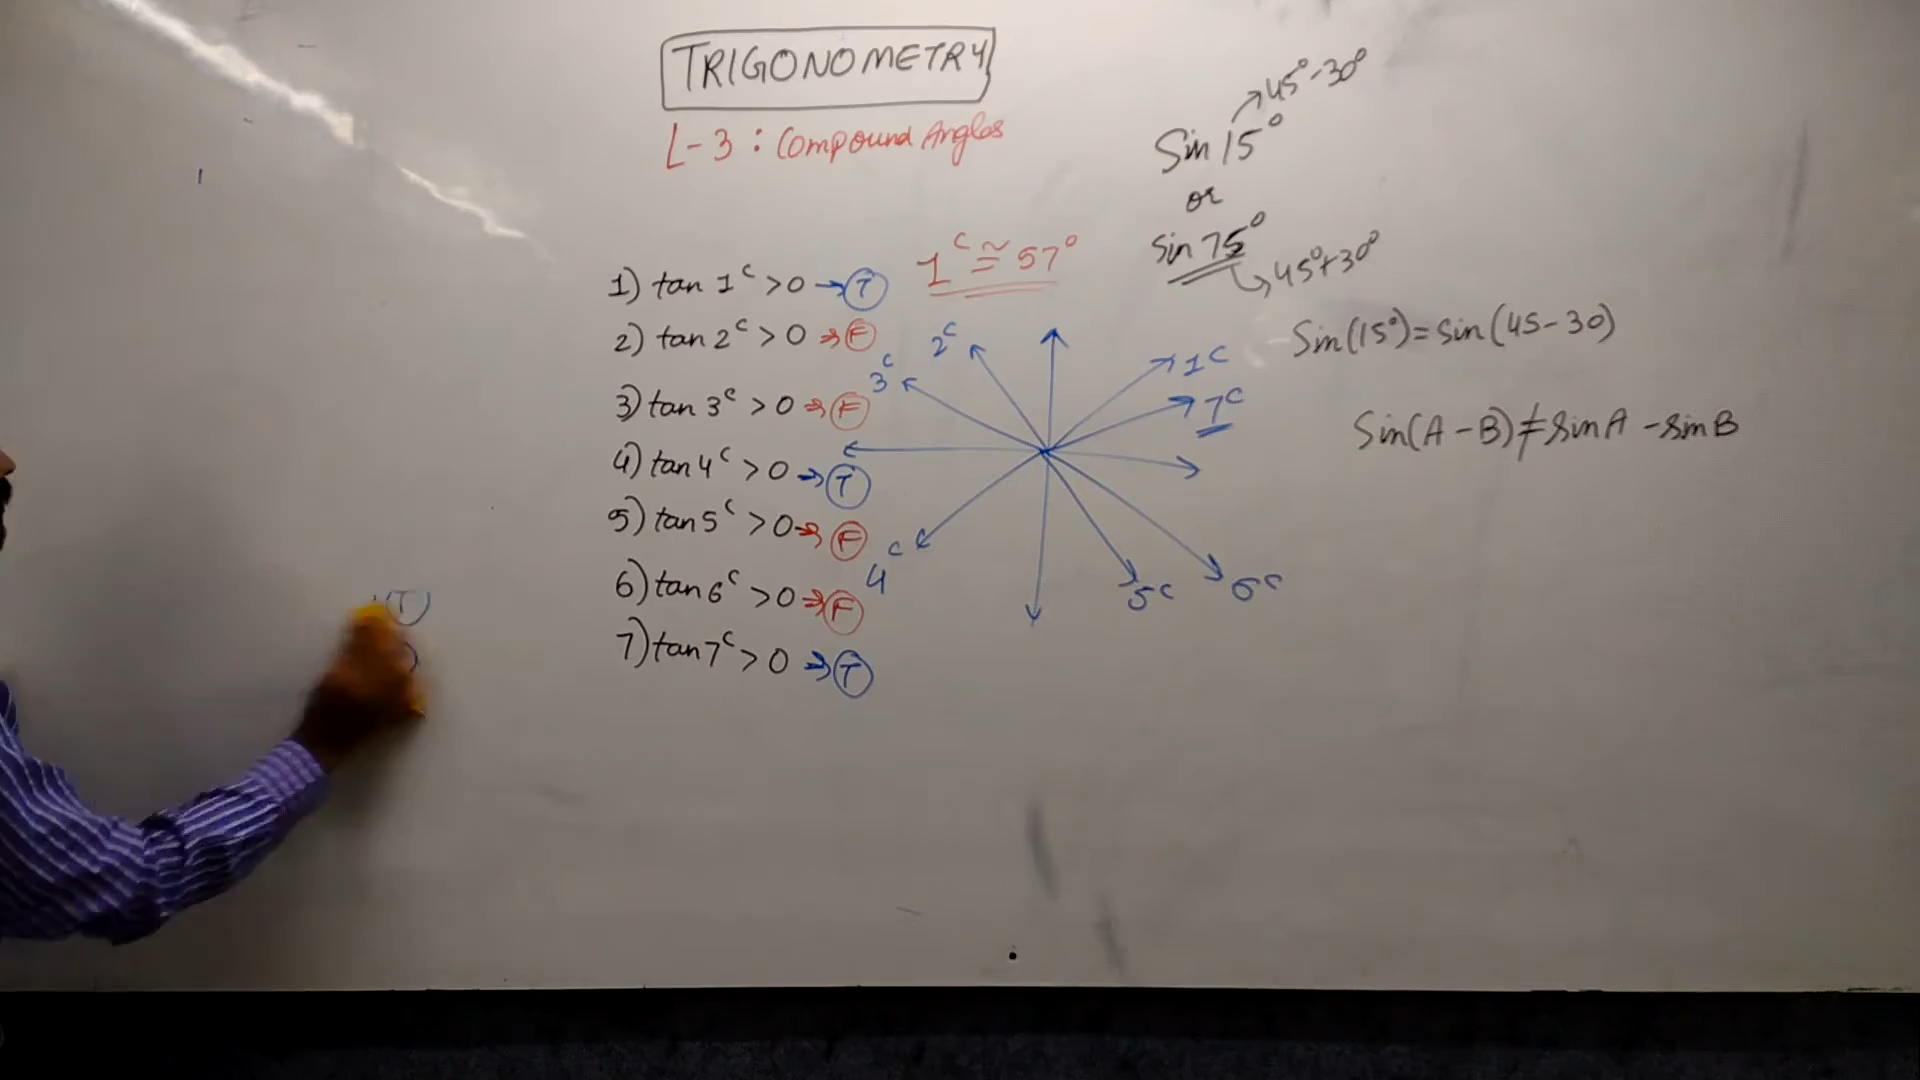 TRIGONOMETRY
L-3 : Compound Angles
1) tan 1ᶜ > 0 → T
2) tan 2ᶜ > 0 ⇒ F
3) tan 3ᶜ > 0 ⇒ F
4) tan 4ᶜ > 0 → T
5) tan 5ᶜ > 0 ⇒ F
6) tan 6ᶜ > 0 ⇒ F
7) tan 7ᶜ > 0 ⇒ T
T
1ᶜ ≅ 57°
2ᶜ
3ᶜ
1ᶜ
7ᶜ
4ᶜ
5ᶜ
6ᶜ
45°-30°
Sin 15°
or
Sin 75°
45°+30°
Sin(15°) = Sin(45-30)
Sin(A - B) ≠ Sin A - Sin B